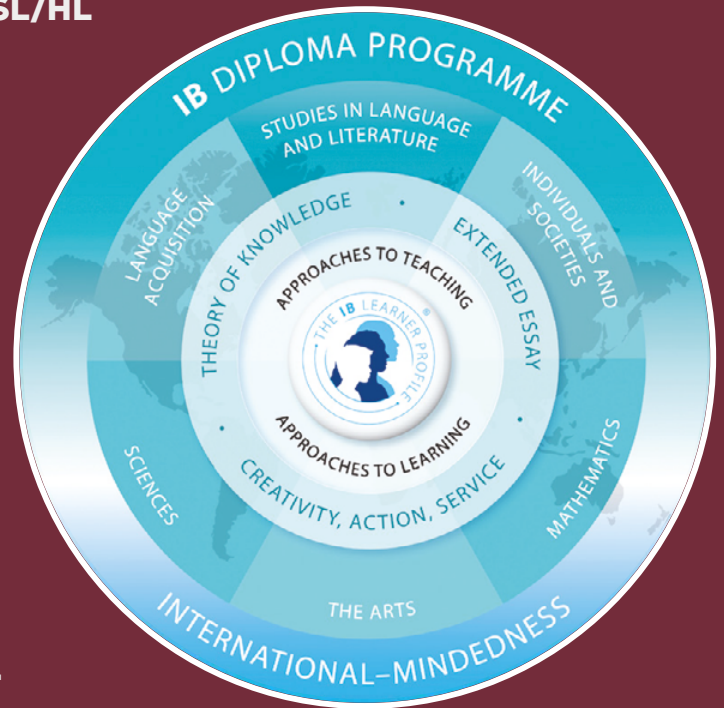 SL/HL
IB DIPLOMA PROGRAMME
STUDIES IN LANGUAGE
AND LITERATURE
LANGUAGE
ACQUISITION
INDIVIDUALS AND
SOCIETIES
THEORY OF KNOWLEDGE
EXTENDED ESSAY
APPROACHES TO TEACHING
• THE IB LEARNER PROFILE •
®
APPROACHES TO LEARNING
CREATIVITY, ACTION, SERVICE
SCIENCES
MATHEMATICS
THE ARTS
INTERNATIONAL–MINDEDNESS